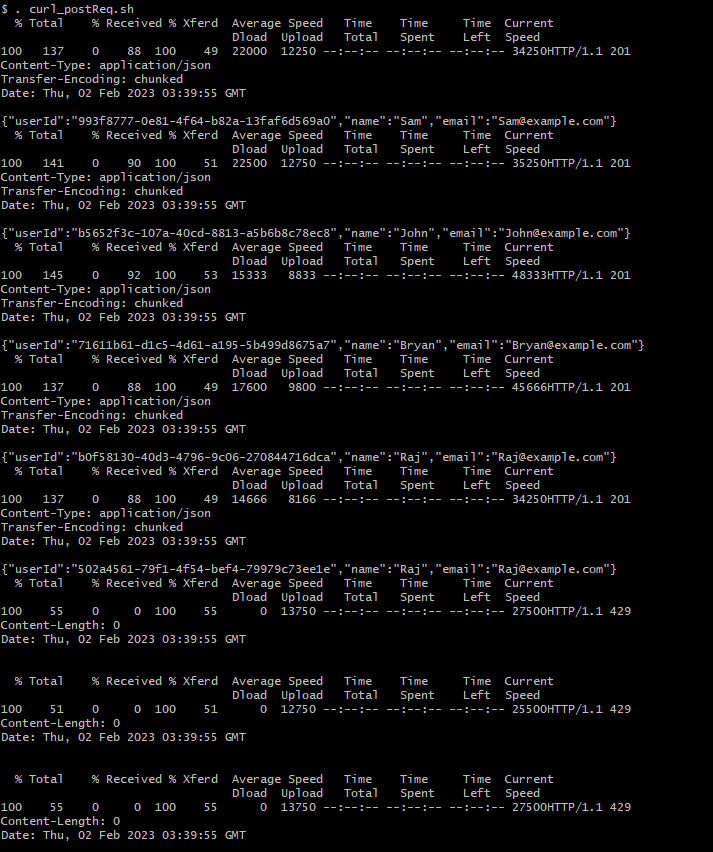 $ . curl_postReq.sh
  % Total    % Received % Xferd  Average Speed   Time    Time     Time  Current
                                 Dload  Upload   Total   Spent    Left  Speed
100   137    0    88  100    49  22000  12250 --:--:-- --:--:-- --:--:-- 34250HTTP/1.1 201
Content-Type: application/json
Transfer-Encoding: chunked
Date: Thu, 02 Feb 2023 03:39:55 GMT

{"userId":"993f8777-0e81-4f64-b82a-13faf6d569a0","name":"Sam","email":"Sam@example.com"}
  % Total    % Received % Xferd  Average Speed   Time    Time     Time  Current
                                 Dload  Upload   Total   Spent    Left  Speed
100   141    0    90  100    51  22500  12750 --:--:-- --:--:-- --:--:-- 35250HTTP/1.1 201
Content-Type: application/json
Transfer-Encoding: chunked
Date: Thu, 02 Feb 2023 03:39:55 GMT

{"userId":"b5652f3c-107a-40cd-8813-a5b6b8c78ec8","name":"John","email":"John@example.com"}
  % Total    % Received % Xferd  Average Speed   Time    Time     Time  Current
                                 Dload  Upload   Total   Spent    Left  Speed
100   145    0    92  100    53  15333   8833 --:--:-- --:--:-- --:--:-- 48333HTTP/1.1 201
Content-Type: application/json
Transfer-Encoding: chunked
Date: Thu, 02 Feb 2023 03:39:55 GMT

{"userId":"71611b61-d1c5-4d61-a195-5b499d8675a7","name":"Bryan","email":"Bryan@example.com"}
  % Total    % Received % Xferd  Average Speed   Time    Time     Time  Current
                                 Dload  Upload   Total   Spent    Left  Speed
100   137    0    88  100    49  17600   9800 --:--:-- --:--:-- --:--:-- 45666HTTP/1.1 201
Content-Type: application/json
Transfer-Encoding: chunked
Date: Thu, 02 Feb 2023 03:39:55 GMT

{"userId":"b0f58130-40d3-4796-9c06-270844716dca","name":"Raj","email":"Raj@example.com"}
  % Total    % Received % Xferd  Average Speed   Time    Time     Time  Current
                                 Dload  Upload   Total   Spent    Left  Speed
100   137    0    88  100    49  14666   8166 --:--:-- --:--:-- --:--:-- 34250HTTP/1.1 201
Content-Type: application/json
Transfer-Encoding: chunked
Date: Thu, 02 Feb 2023 03:39:55 GMT

{"userId":"502a4561-79f1-4f54-bef4-79979c73ee1e","name":"Raj","email":"Raj@example.com"}
  % Total    % Received % Xferd  Average Speed   Time    Time     Time  Current
                                 Dload  Upload   Total   Spent    Left  Speed
100    55    0     0  100    55      0  13750 --:--:-- --:--:-- --:--:-- 27500HTTP/1.1 429
Content-Length: 0
Date: Thu, 02 Feb 2023 03:39:55 GMT

  % Total    % Received % Xferd  Average Speed   Time    Time     Time  Current
                                 Dload  Upload   Total   Spent    Left  Speed
100    51    0     0  100    51      0  12750 --:--:-- --:--:-- --:--:-- 25500HTTP/1.1 429
Content-Length: 0
Date: Thu, 02 Feb 2023 03:39:55 GMT

  % Total    % Received % Xferd  Average Speed   Time    Time     Time  Current
                                 Dload  Upload   Total   Spent    Left  Speed
100    55    0     0  100    55      0  13750 --:--:-- --:--:-- --:--:-- 27500HTTP/1.1 429
Content-Length: 0
Date: Thu, 02 Feb 2023 03:39:55 GMT